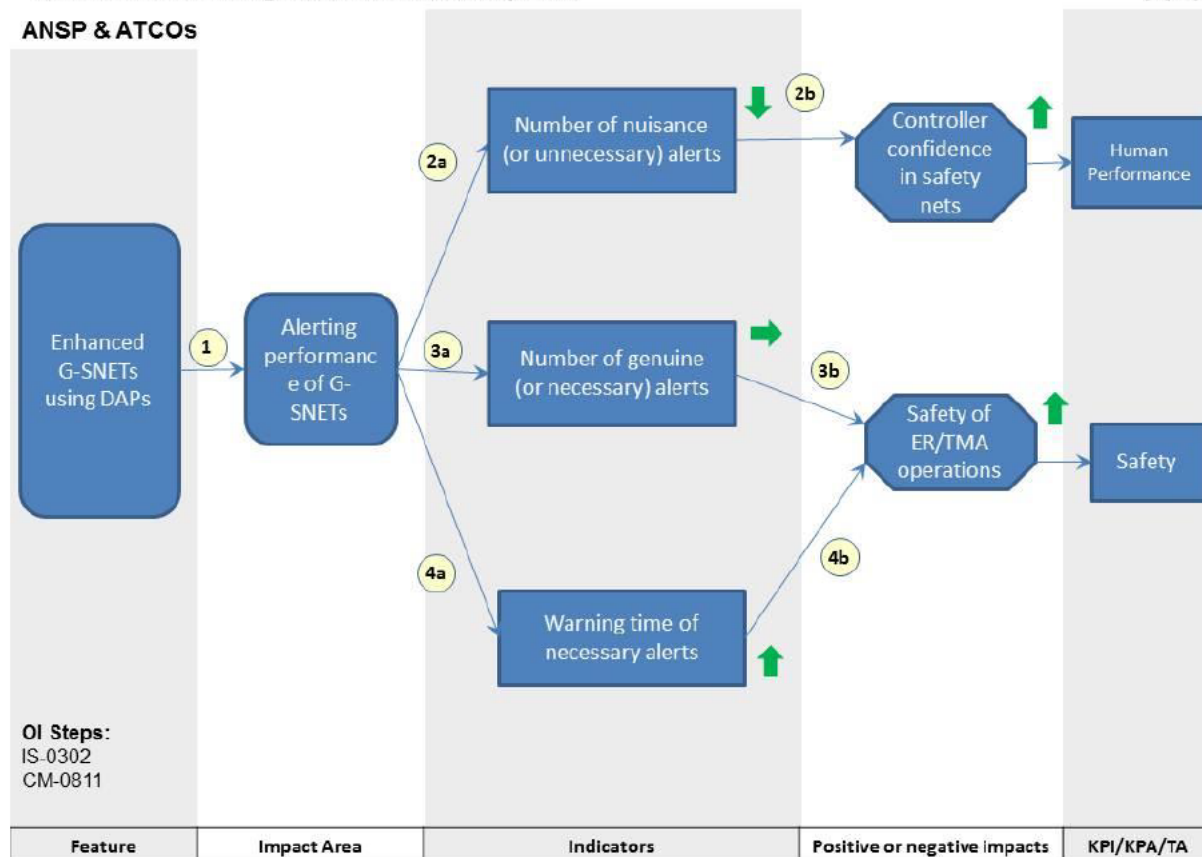 ANSP & ATCOs
Enhanced
G-SNETs
using DAPs
1
Alerting
performanc
e of G-
SNETs
2a
Number of nuisance
(or unnecessary) alerts
2b
Controller
confidence
in safety
nets
Human
Performance
3a
Number of genuine
(or necessary) alerts
3b
Safety of
ER/TMA
operations
Safety
4a
Warning time of
necessary alerts
4b
OI Steps:
IS-0302
CM-0811
Feature
Impact Area
Indicators
Positive or negative impacts
KPI/KPA/TA